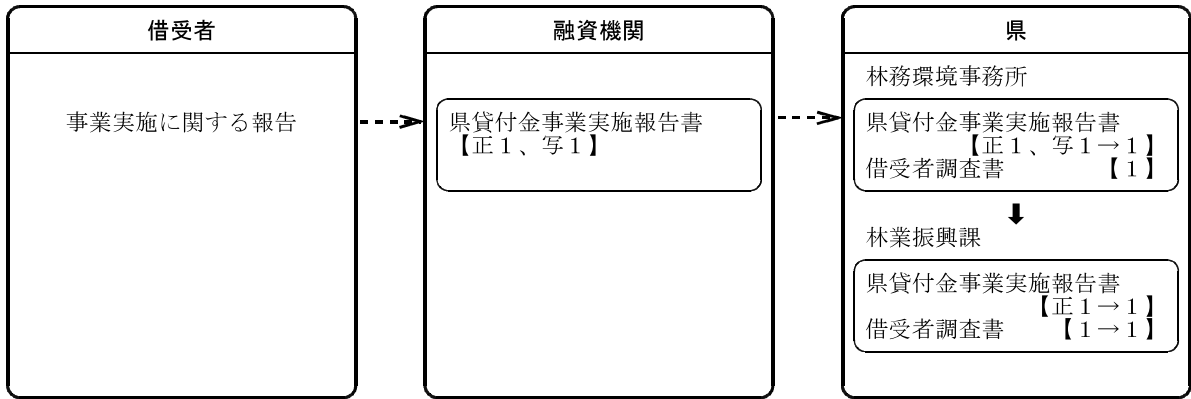 借受者
事業実施に関する報告
融資機関
県貸付金事業実施報告書
【正１、写１】
県
林務環境事務所
県貸付金事業実施報告書
【正１、写１→１】
借受者調査書　【１】
林業振興課
県貸付金事業実施報告書
【正１→１】
借受者調査書　【１→１】